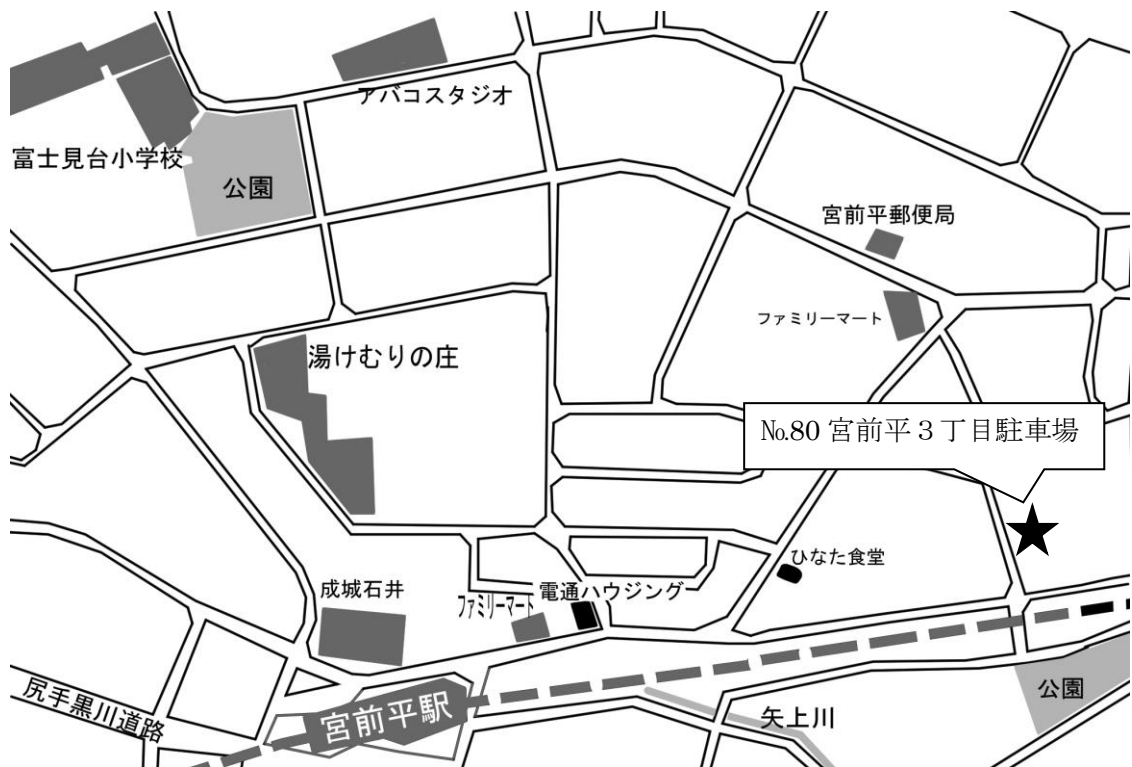 アバコスタジオ
富士見台小学校
公園
宮前平郵便局
ファミリーマート
湯けむりの庄
№80 宮前平３丁目駐車場
ひなた食堂
成城石井
電通ハウジング
ファミリーマート
尻手黒川道路
宮前平駅
矢上川
公園